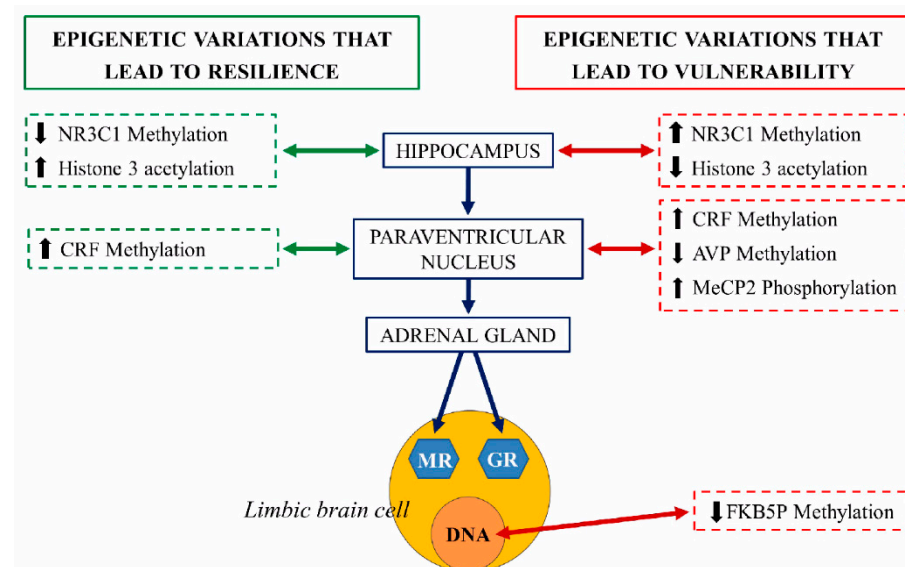 EPIGENETIC VARIATIONS THAT
LEAD TO RESILIENCE
EPIGENETIC VARIATIONS THAT
LEAD TO VULNERABILITY
⬇ NR3C1 Methylation
⬆ Histone 3 acetylation
HIPPOCAMPUS
⬆ NR3C1 Methylation
⬇ Histone 3 acetylation
⬆ CRF Methylation
PARAVENTRICULAR
NUCLEUS
⬆ CRF Methylation
⬇ AVP Methylation
⬆ MeCP2 Phosphorylation
ADRENAL GLAND
MR
GR
Limbic brain cell
DNA
⬇ FKB5P Methylation